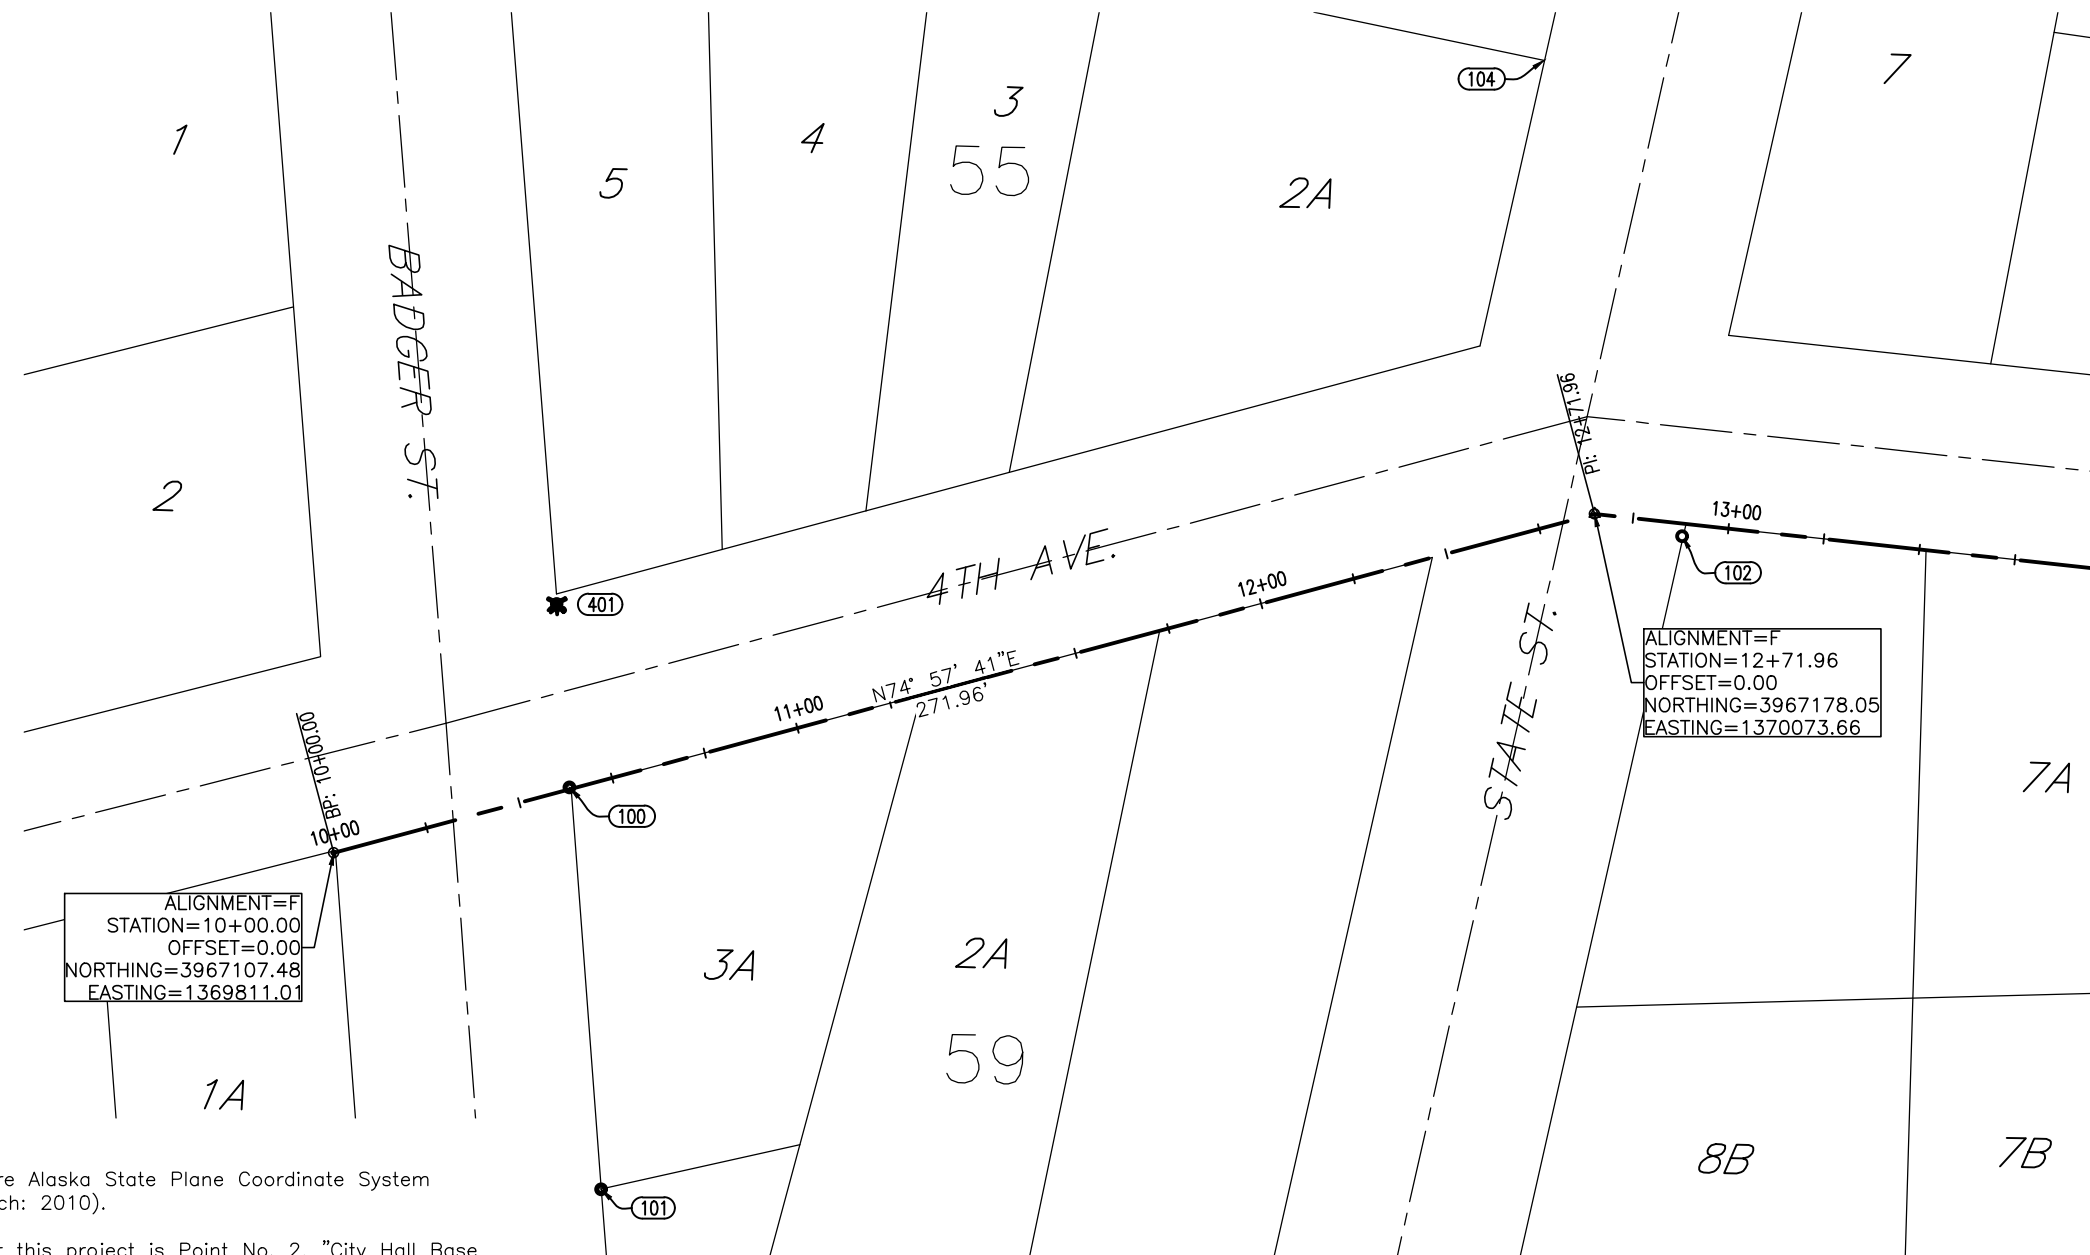 1
7
104
3
4
55
5
2A
BADGER ST.
PI: 12+71.96
2
13+00
4TH AVE.
102
12+00
401
ALIGNMENT=F
STATION=12+71.96
OFFSET=0.00
NORTHING=3967178.05
EASTING=1370073.66
STATE ST.
N74° 57' 41"E
271.96'
11+00
BP: 10+00.00
7A
100
10+00
ALIGNMENT=F
STATION=10+00.00
OFFSET=0.00
NORTHING=3967107.48
EASTING=1369811.01
3A
2A
59
1A
8B
7B
re Alaska State Plane Coordinate System
ch: 2010).
101
this project is Point No. 2, "City Hall Base